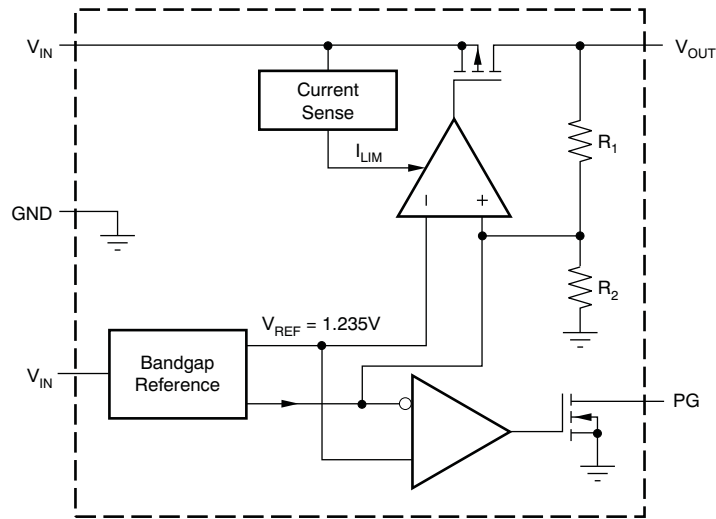 V_IN
V_OUT
Current
Sense
R_1
I_LIM
GND
− +
R_2
V_REF = 1.235V
V_IN
Bandgap
Reference
PG